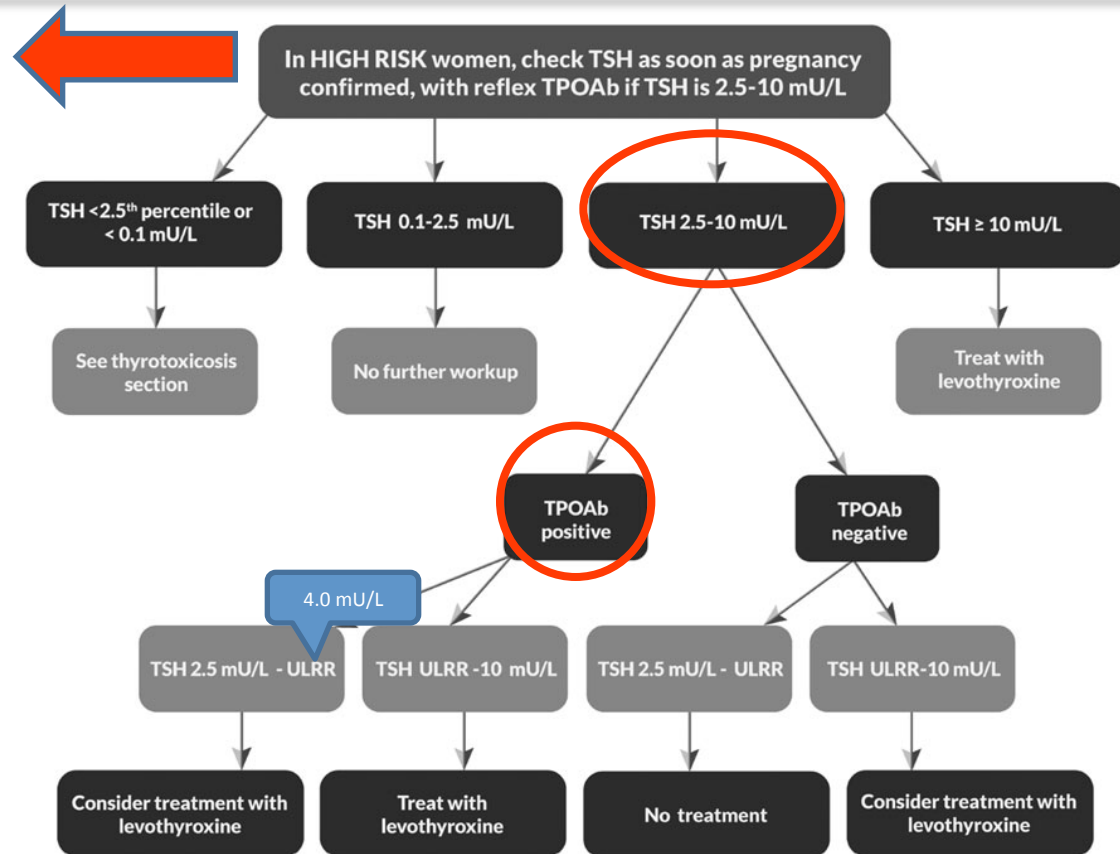 In HIGH RISK women, check TSH as soon as pregnancy
confirmed, with reflex TPOAb if TSH is 2.5-10 mU/L
TSH <2.5th percentile or
< 0.1 mU/L
TSH 0.1-2.5 mU/L
TSH 2.5-10 mU/L
TSH ≥ 10 mU/L
See thyrotoxicosis
section
No further workup
Treat with
levothyroxine
TPOAb
positive
TPOAb
negative
4.0 mU/L
TSH 2.5 mU/L - ULRR
TSH ULRR -10 mU/L
TSH 2.5 mU/L - ULRR
TSH ULRR-10 mU/L
Consider treatment with
levothyroxine
Treat with
levothyroxine
No treatment
Consider treatment with
levothyroxine